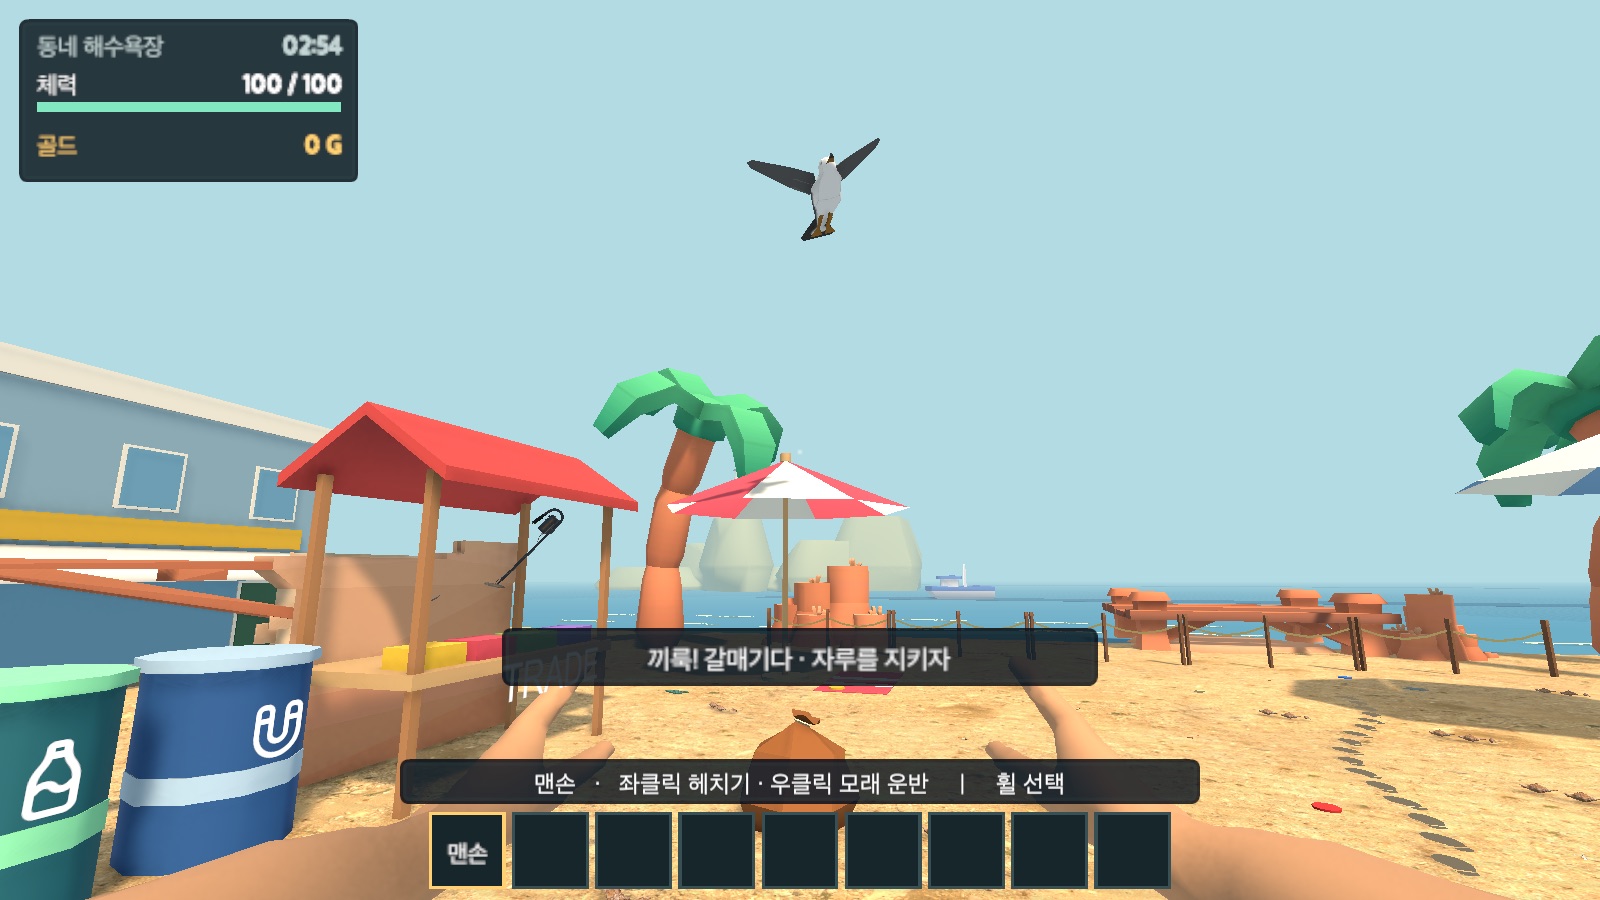 동네 해수욕장 02:54
체력 100 / 100
골드 0 G
TRADE
끼룩! 갈매기다 · 자루를 지키자
맨손 · 좌클릭 헤치기 · 우클릭 모래 운반 | 휠 선택
맨손